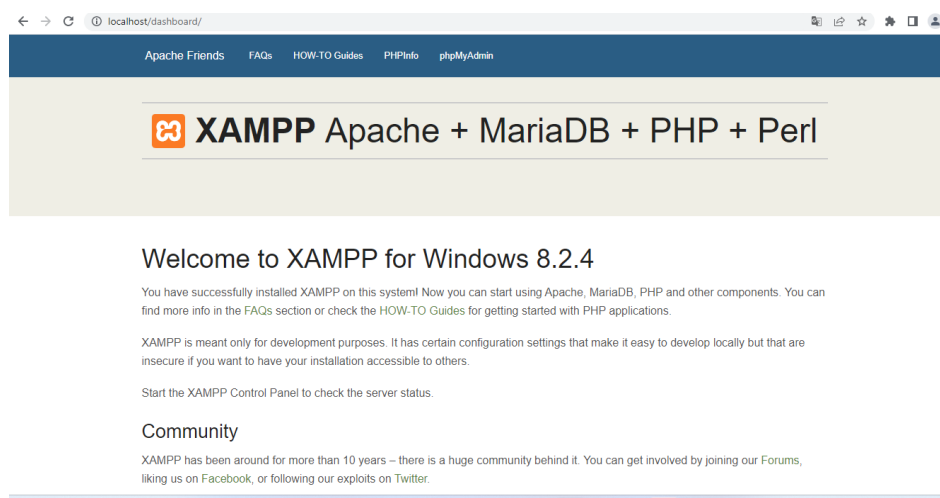 localhost/dashboard/
Apache Friends FAQs HOW-TO Guides PHPInfo phpMyAdmin
XAMPP Apache + MariaDB + PHP + Perl
Welcome to XAMPP for Windows 8.2.4
You have successfully installed XAMPP on this system! Now you can start using Apache, MariaDB, PHP and other components. You can
find more info in the FAQs section or check the HOW-TO Guides for getting started with PHP applications.
XAMPP is meant only for development purposes. It has certain configuration settings that make it easy to develop locally but that are
insecure if you want to have your installation accessible to others.
Start the XAMPP Control Panel to check the server status.
Community
XAMPP has been around for more than 10 years – there is a huge community behind it. You can get involved by joining our Forums,
liking us on Facebook, or following our exploits on Twitter.